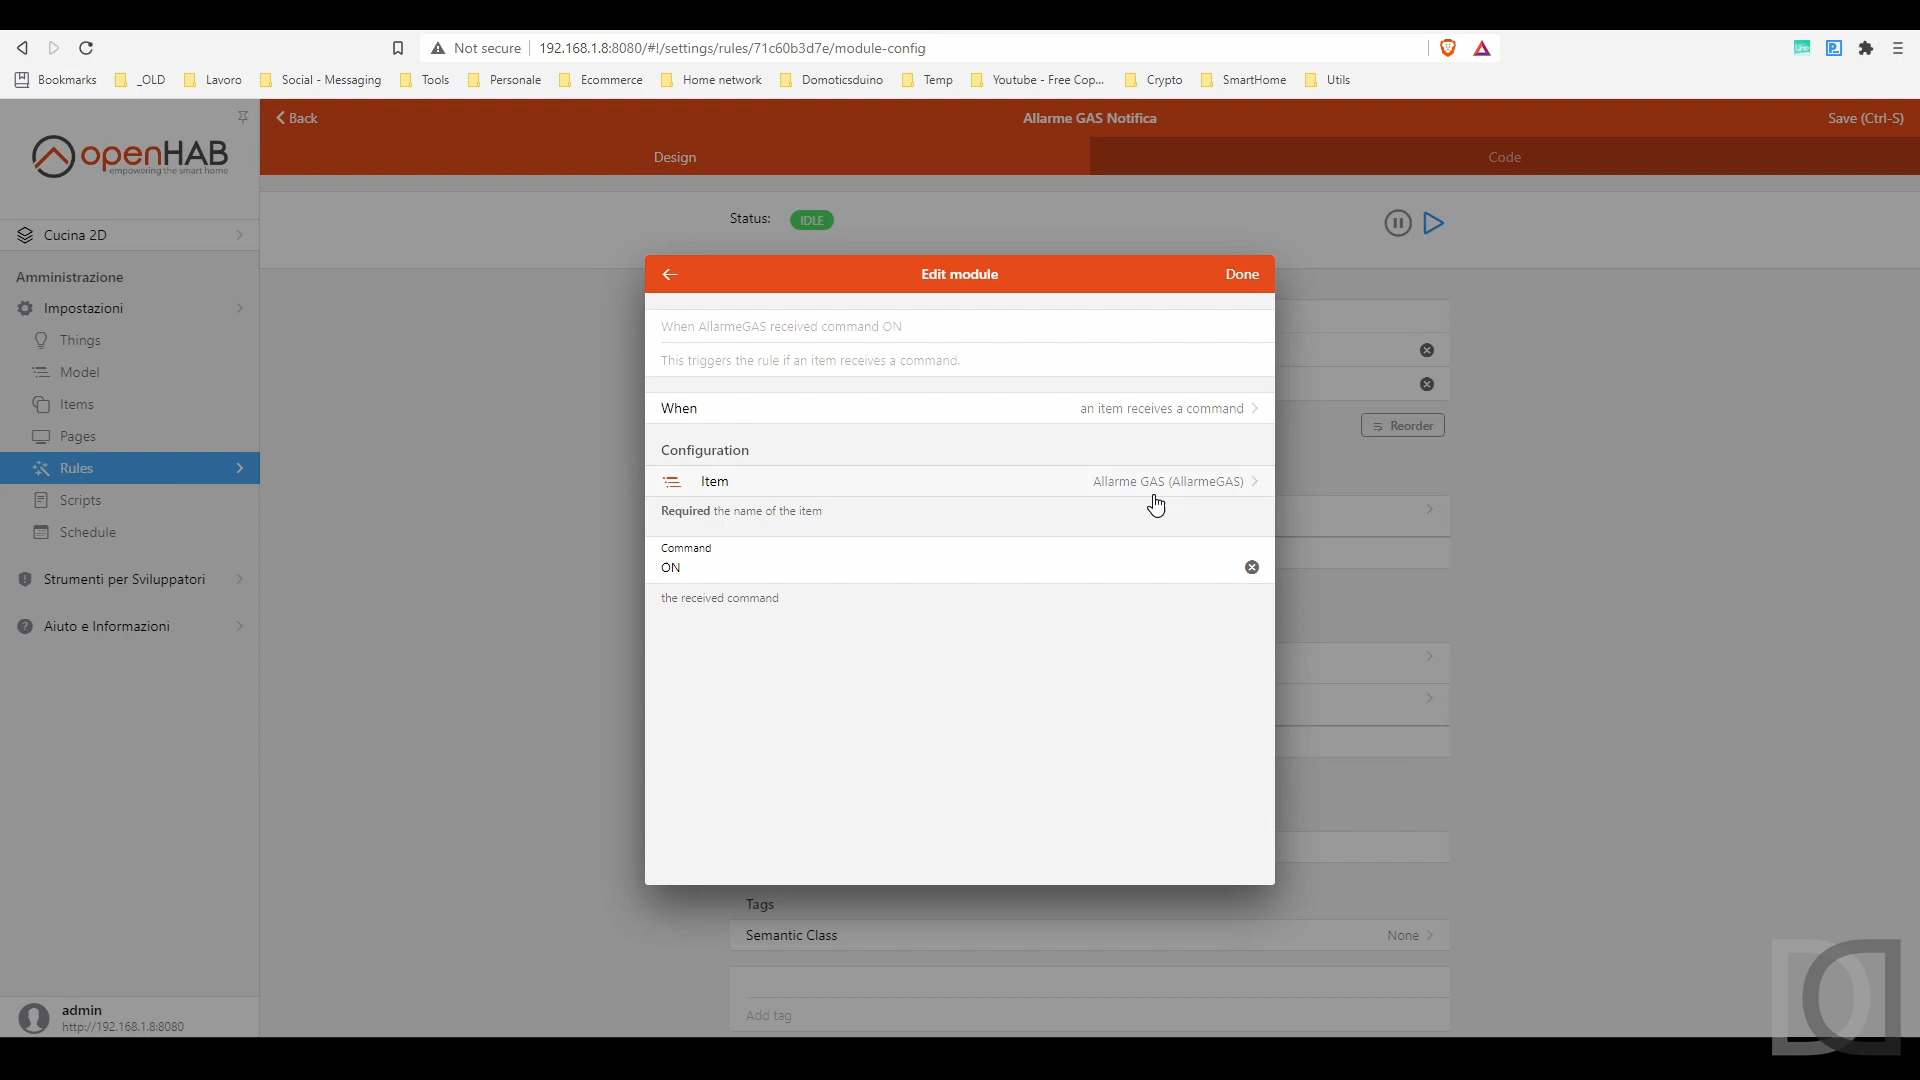 Not secure
192.168.1.8:8080/#!/settings/rules/71c60b3d7e/module-config
Bookmarks
_OLD
Lavoro
Social - Messaging
Tools
Personale
Ecommerce
Home network
Domoticsduino
Temp
Youtube - Free Cop...
Crypto
SmartHome
Utils
openHAB
empowering the smart home
Cucina 2D
Amministrazione
Impostazioni
Things
Model
Items
Pages
Rules
Scripts
Schedule
Strumenti per Sviluppatori
Aiuto e Informazioni
admin
http://192.168.1.8:8080
Back
Allarme GAS Notifica
Save (Ctrl-S)
Design
Code
Status:
IDLE
Reorder
Edit module
Done
When AllarmeGAS received command ON
This triggers the rule if an item receives a command.
When
an item receives a command
Configuration
Item
Allarme GAS (AllarmeGAS)
Required the name of the item
Command
ON
the received command
Tags
Semantic Class
None
Add tag